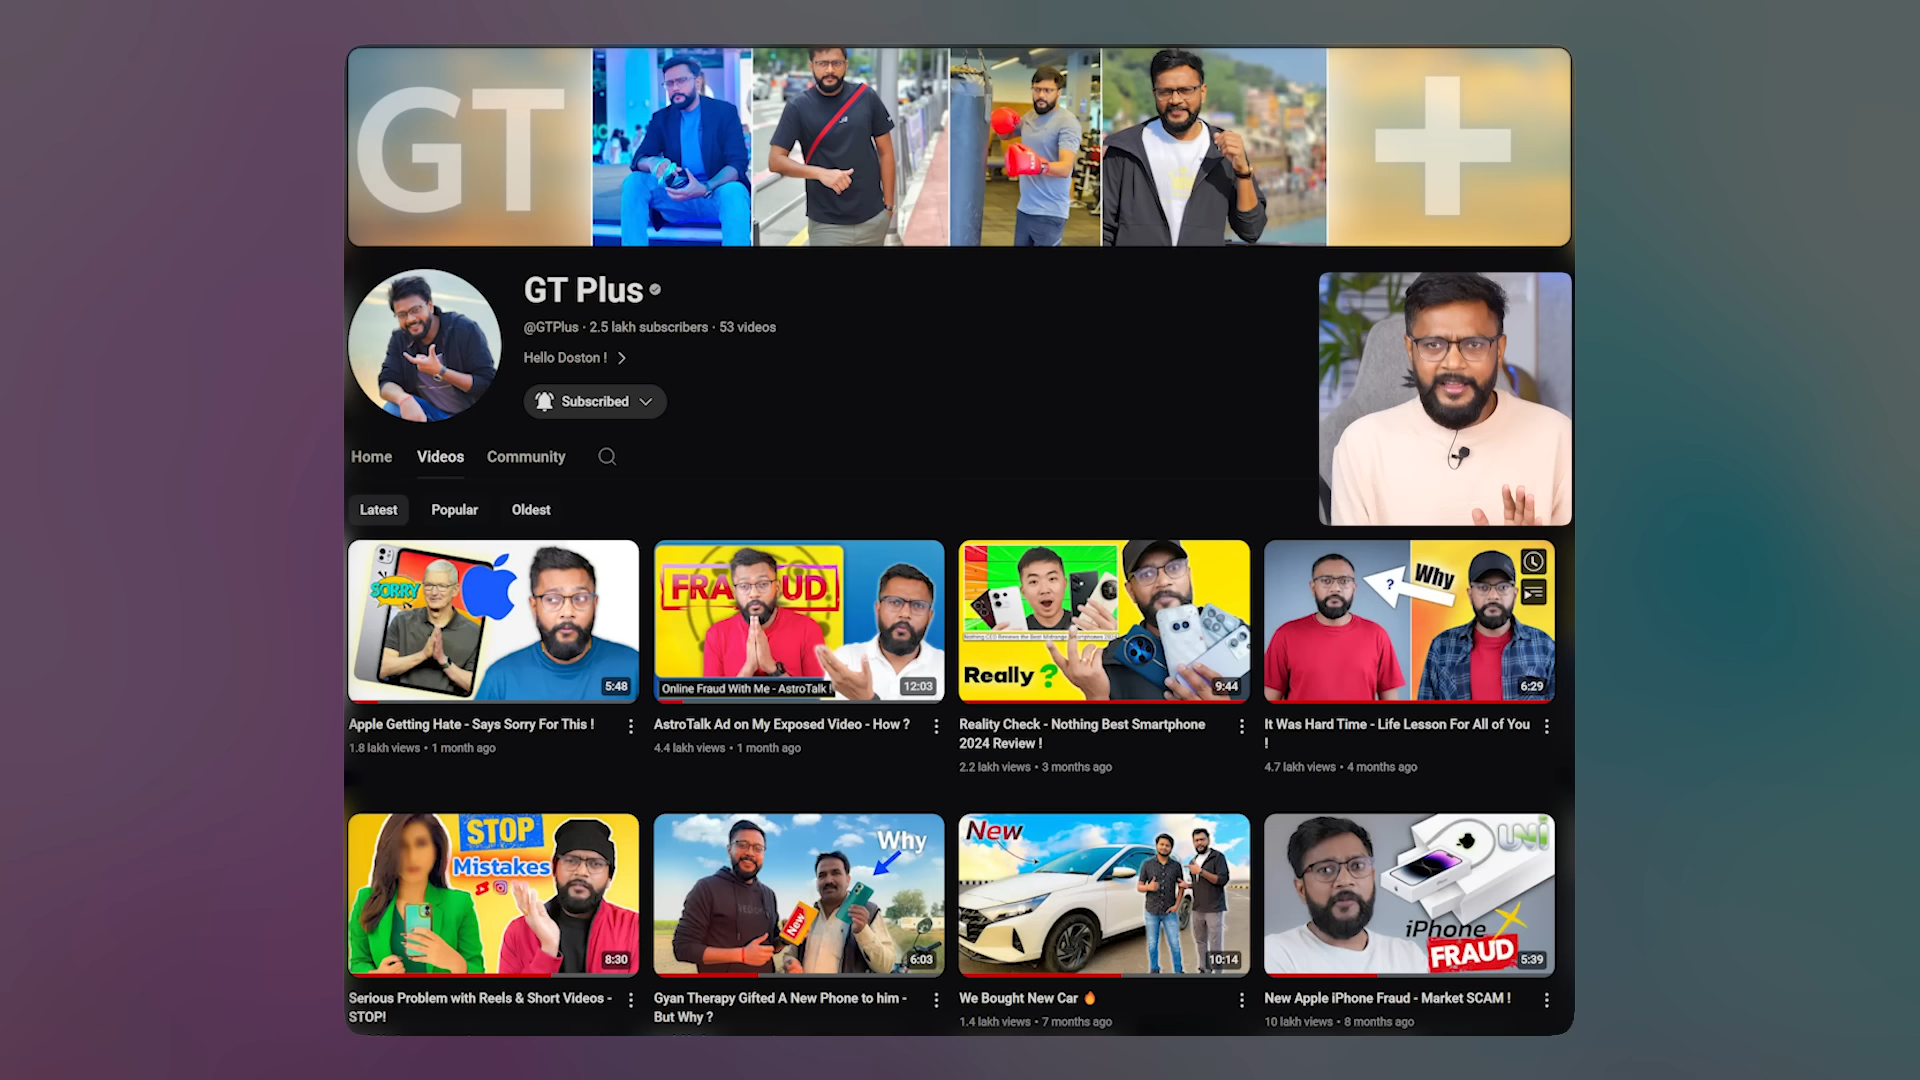 GT
+
GT Plus
@GTPlus · 2.5 lakh subscribers · 53 videos
Hello Doston !
Subscribed
Home Videos Community
Latest Popular Oldest
SORRY
5:48
FRAUD
Online Fraud With Me - AstroTalk !
12:03
Really ?
9:44
?
Why
6:29
Apple Getting Hate - Says Sorry For This !
1.8 lakh views • 1 month ago
AstroTalk Ad on My Exposed Video - How ?
4.4 lakh views • 1 month ago
Reality Check - Nothing Best Smartphone
2024 Review !
2.2 lakh views • 3 months ago
It Was Hard Time - Life Lesson For All of You
!
4.7 lakh views • 4 months ago
STOP
Mistakes
8:30
Why
New
6:03
New
10:14
UNI
iPhone
FRAUD
5:39
Serious Problem with Reels & Short Videos -
STOP!
Gyan Therapy Gifted A New Phone to him -
But Why ?
We Bought New Car 🔥
1.4 lakh views • 7 months ago
New Apple iPhone Fraud - Market SCAM !
10 lakh views • 8 months ago